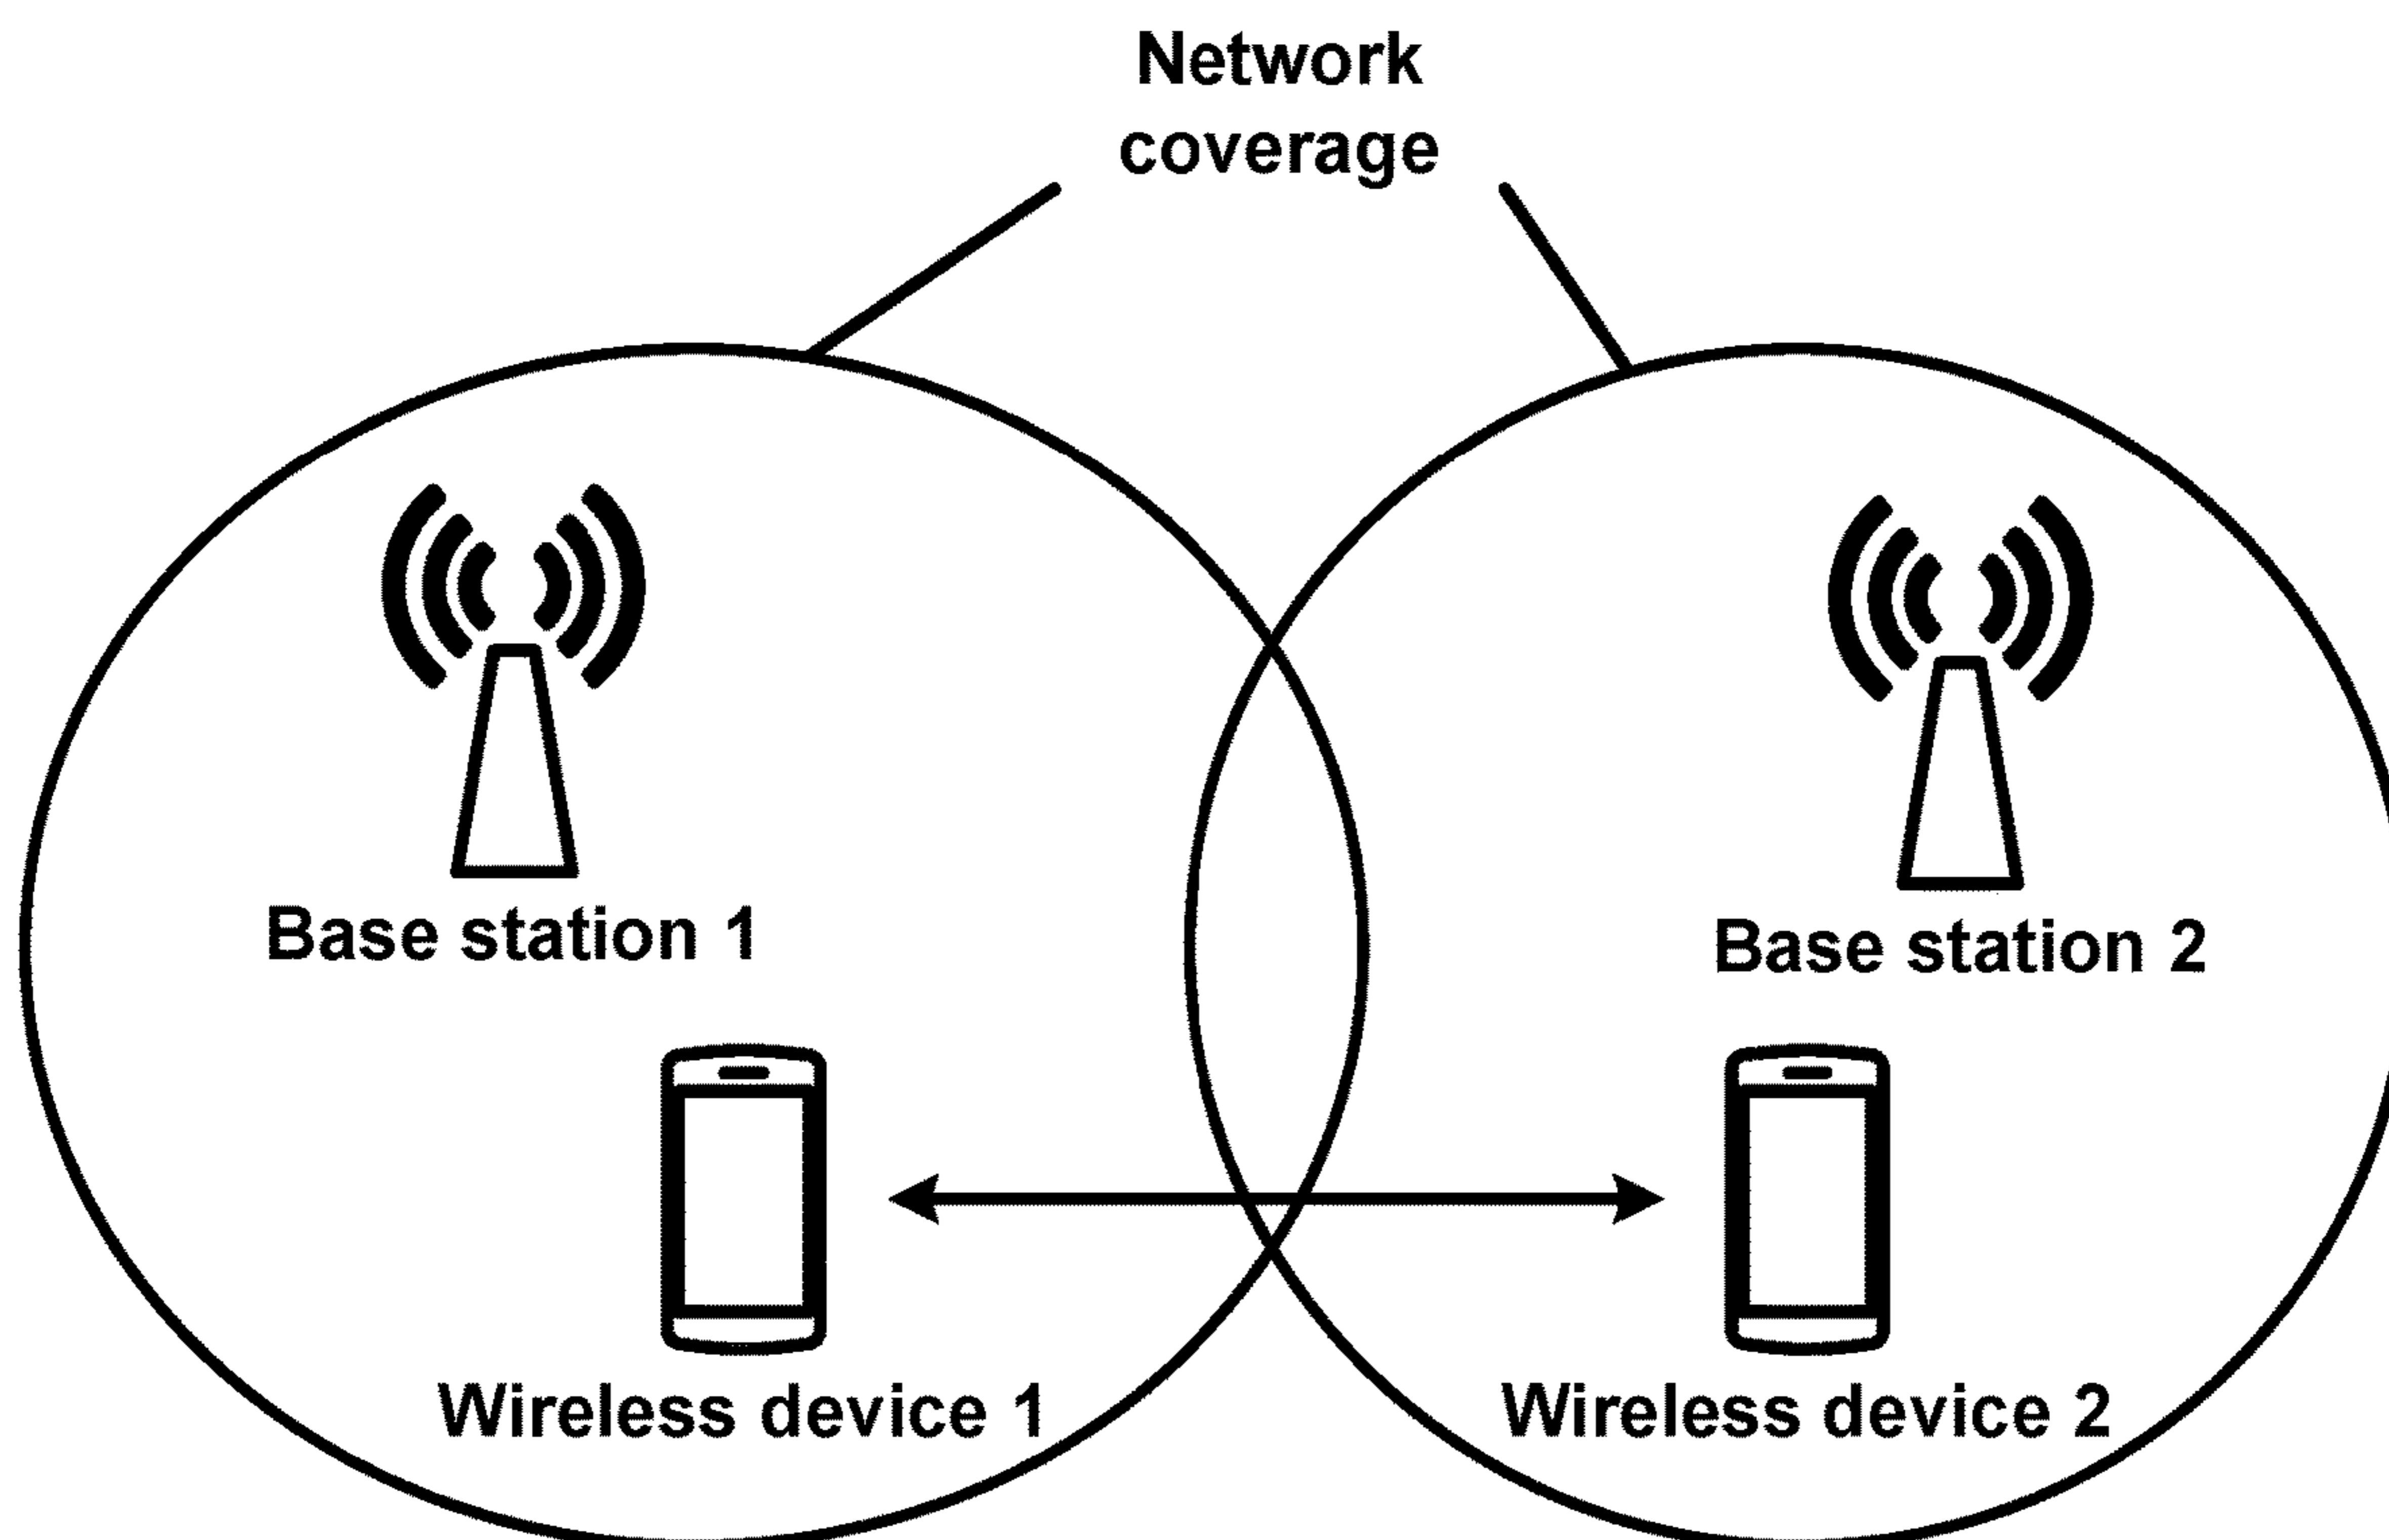 Network
coverage
Base station 1
Base station 2
Wireless device 1
Wireless device 2